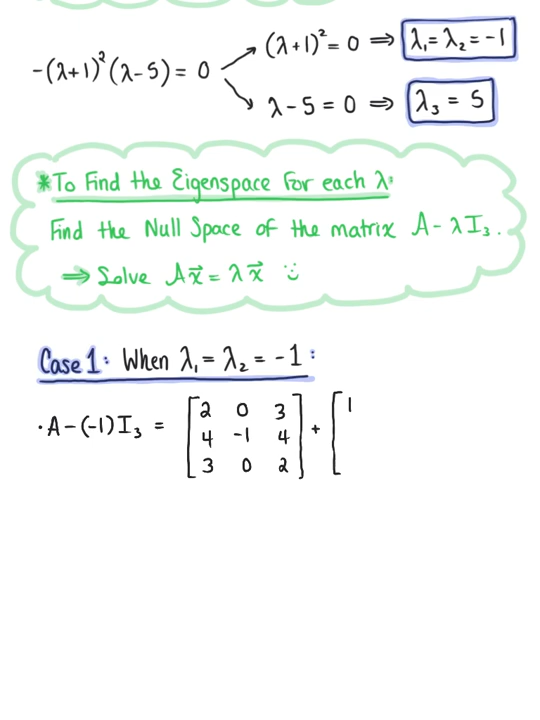 -(λ+1)²(λ-5) = 0
(λ+1)² = 0 ⇒ λ₁ = λ₂ = -1
λ - 5 = 0 ⇒ λ₃ = 5
*To Find the Eigenspace For each λ:
Find the Null Space of the matrix A - λI₃.
⇒ Solve Ax⃗ = λx⃗ ¨⌣
Case 1: When λ₁ = λ₂ = -1:
· A - (-1)I₃ = [2 0 3
4 -1 4
3 0 2] + [1